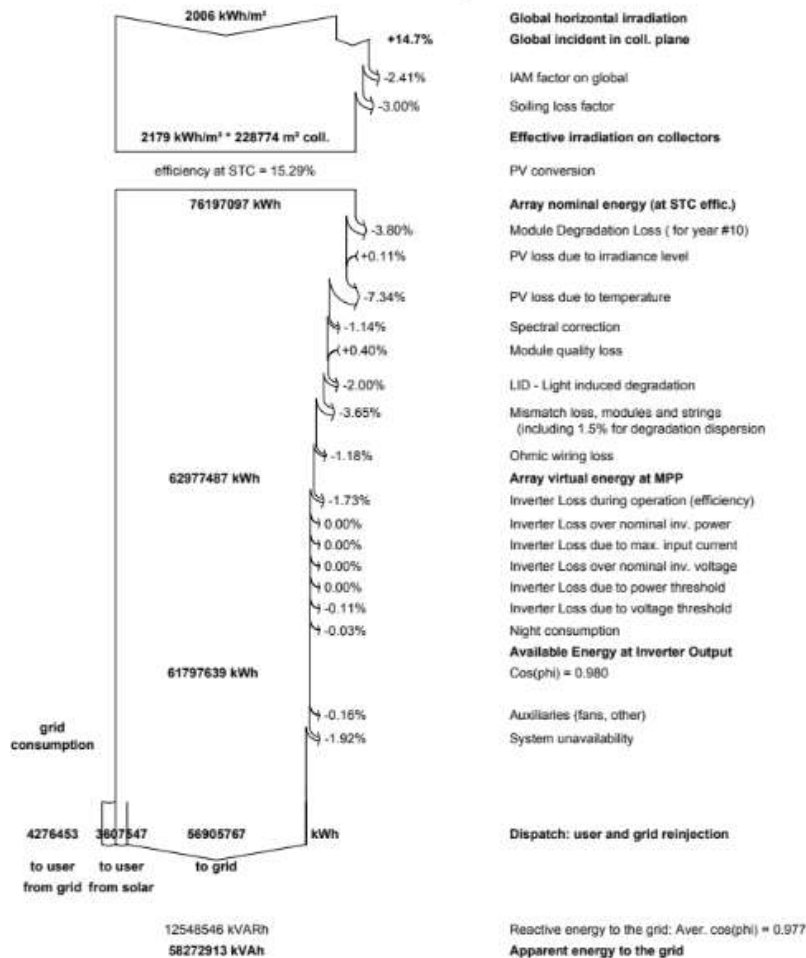 2006 kWh/m² Global horizontal irradiation
+14.7% Global incident in coll. plane
-2.41% IAM factor on global
-3.00% Soiling loss factor
2179 kWh/m² * 228774 m² coll. Effective irradiation on collectors
efficiency at STC = 15.29% PV conversion
76197097 kWh Array nominal energy (at STC effic.)
-3.80% Module Degradation Loss ( for year #10)
+0.11% PV loss due to irradiance level
-7.34% PV loss due to temperature
-1.14% Spectral correction
+0.40% Module quality loss
-2.00% LID - Light induced degradation
-3.65% Mismatch loss, modules and strings
(including 1.5% for degradation dispersion
-1.18% Ohmic wiring loss
62977487 kWh Array virtual energy at MPP
-1.73% Inverter Loss during operation (efficiency)
0.00% Inverter Loss over nominal inv. power
0.00% Inverter Loss due to max. input current
0.00% Inverter Loss over nominal inv. voltage
0.00% Inverter Loss due to power threshold
-0.11% Inverter Loss due to voltage threshold
-0.03% Night consumption
Available Energy at Inverter Output
61797639 kWh Cos(phi) = 0.980
-0.16% Auxiliaries (fans, other)
grid
consumption
-1.92% System unavailability
4276453 3607547 56905767 kWh Dispatch: user and grid reinjection
to user to user to grid
from grid from solar
12548546 kVARh Reactive energy to the grid: Aver. cos(phi) = 0.977
58272913 kVAh Apparent energy to the grid